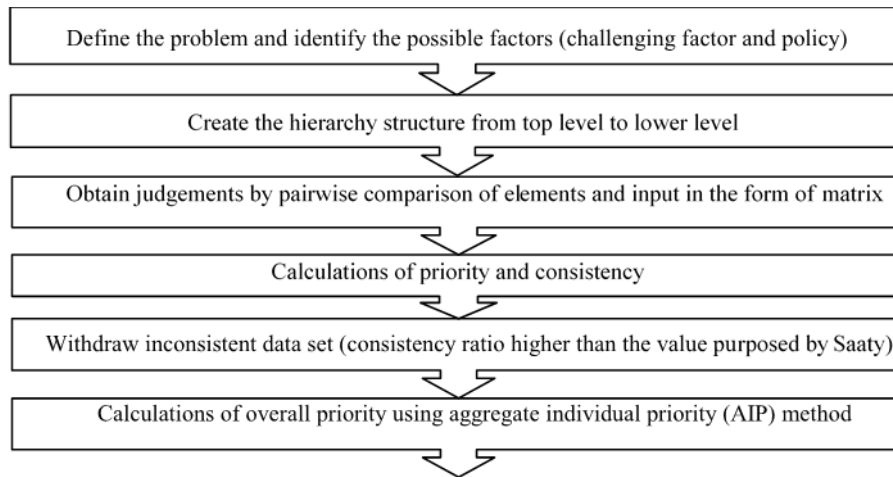 Define the problem and identify the possible factors (challenging factor and policy)
Create the hierarchy structure from top level to lower level
Obtain judgements by pairwise comparison of elements and input in the form of matrix
Calculations of priority and consistency
Withdraw inconsistent data set (consistency ratio higher than the value purposed by Saaty)
Calculations of overall priority using aggregate individual priority (AIP) method